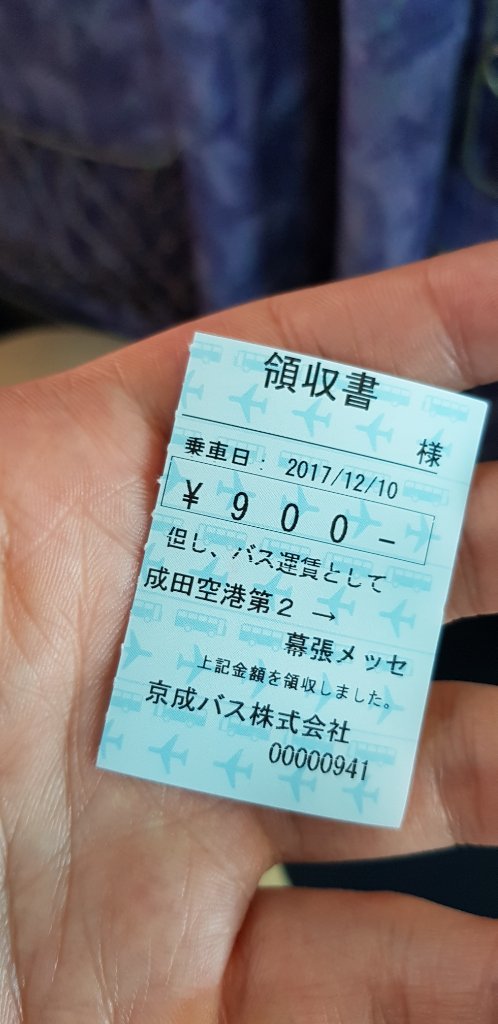 領収書
様
乗車日： 2017/12/10
￥900-
但し、バス運賃として
成田空港第２ →
幕張メッセ
上記金額を領収しました。
京成バス株式会社
00000941